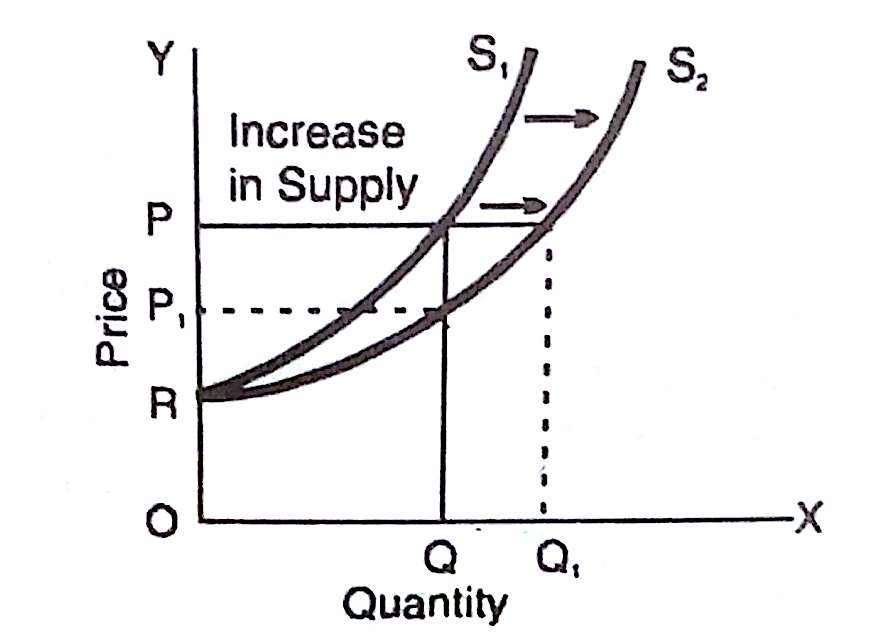 Y
S₁
S₂
Increase
in Supply
P
P₁
Price
R
O
X
Q
Q₁
Quantity